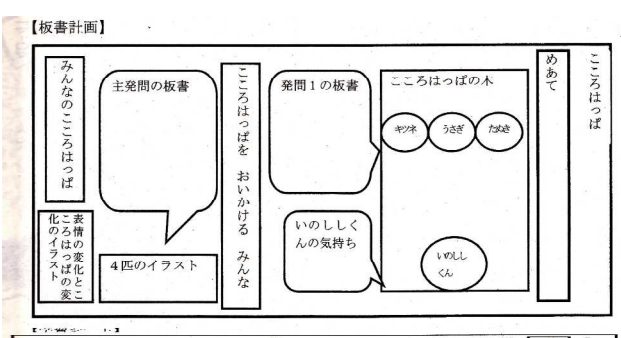 【板書計画】
こころはっぱ
めあて
こころはっぱの木
キツネ
うさぎ
たぬき
いのしし
くん
発問１の板書
いのししく
んの気持ち
こころはっぱを おいかける みんな
主発問の板書
４匹のイラスト
みんなのこころはっぱ
表情の変化とこ
ころはっぱの変
化のイラスト